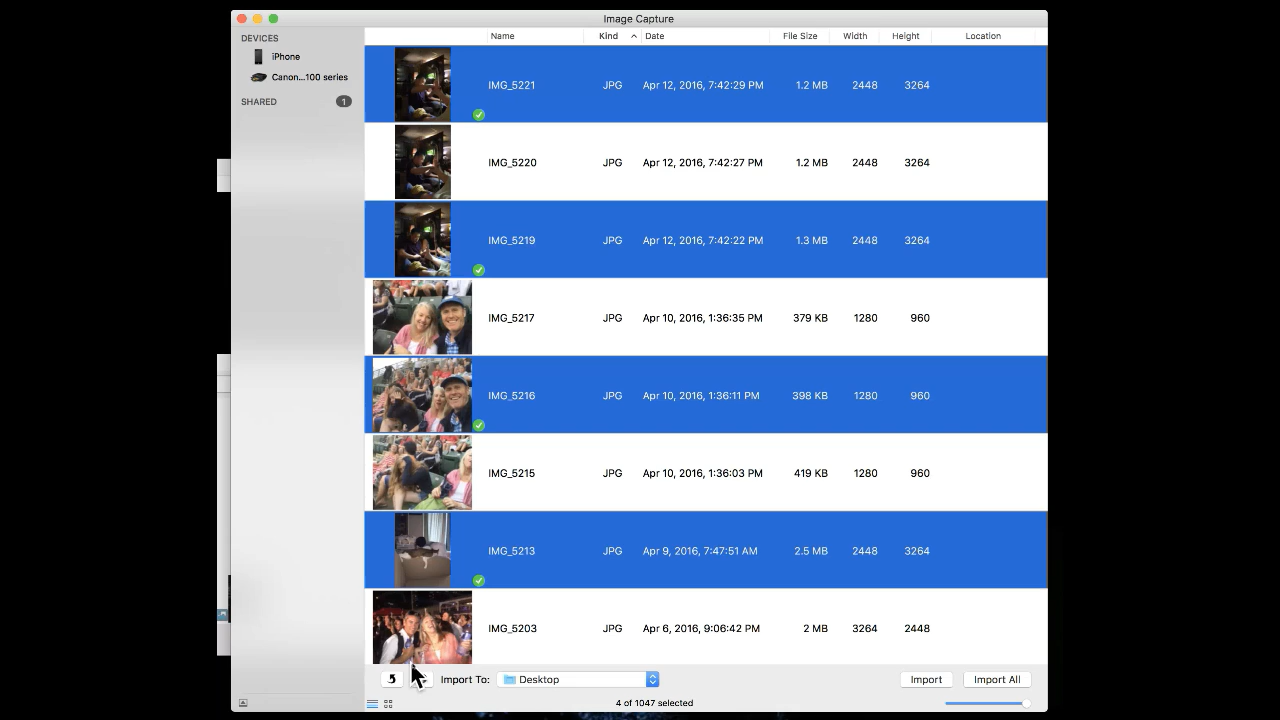 Image Capture
DEVICES
iPhone
Canon...100 series
SHARED 1
Name Kind Date File Size Width Height Location
IMG_5221 JPG Apr 12, 2016, 7:42:29 PM 1.2 MB 2448 3264
IMG_5220 JPG Apr 12, 2016, 7:42:27 PM 1.2 MB 2448 3264
IMG_5219 JPG Apr 12, 2016, 7:42:22 PM 1.3 MB 2448 3264
IMG_5217 JPG Apr 10, 2016, 1:36:35 PM 379 KB 1280 960
IMG_5216 JPG Apr 10, 2016, 1:36:11 PM 398 KB 1280 960
IMG_5215 JPG Apr 10, 2016, 1:36:03 PM 419 KB 1280 960
IMG_5213 JPG Apr 9, 2016, 7:47:51 AM 2.5 MB 2448 3264
IMG_5203 JPG Apr 6, 2016, 9:06:42 PM 2 MB 3264 2448
Import To: Desktop Import Import All
4 of 1047 selected